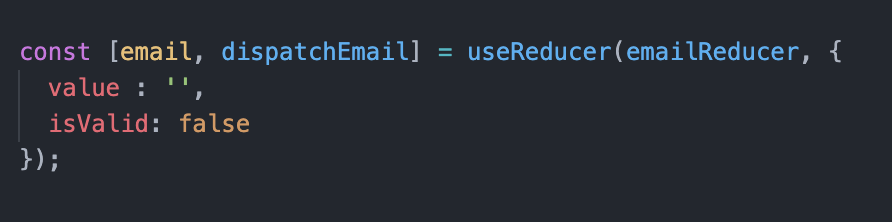 const [email, dispatchEmail] = useReducer(emailReducer, {
  value : '',
  isValid: false
});